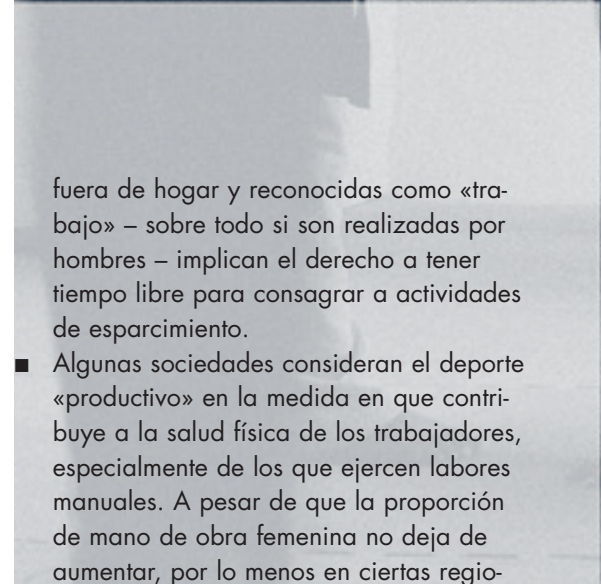 fuera de hogar y reconocidas como «tra-
bajo» – sobre todo si son realizadas por
hombres – implican el derecho a tener
tiempo libre para consagrar a actividades
de esparcimiento.
■ Algunas sociedades consideran el deporte
«productivo» en la medida en que contri-
buye a la salud física de los trabajadores,
especialmente de los que ejercen labores
manuales. A pesar de que la proporción
de mano de obra femenina no deja de
aumentar, por lo menos en ciertas regio-